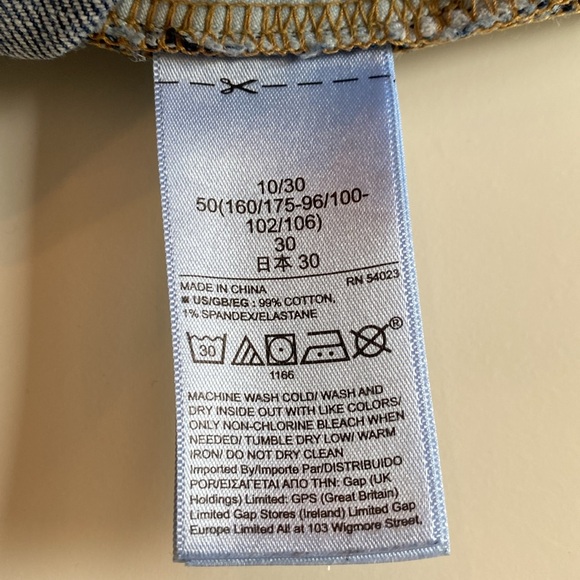 10/30
50(160/175-96/100-
102/106)
30
日本 30
MADE IN CHINA RN 54023
US/GB/EG : 99% COTTON,
1% SPANDEX/ELASTANE
30 ®
1166
MACHINE WASH COLD/ WASH AND
DRY INSIDE OUT WITH LIKE COLORS/
ONLY NON-CHLORINE BLEACH WHEN
NEEDED/ TUMBLE DRY LOW/ WARM
IRON/ DO NOT DRY CLEAN
Imported By/Importe Par/DISTRIBUIDO
POR/ΕΙΣΑΓΕΤΑΙ ΑΠΟ ΤΗΝ: Gap (UK
Holdings) Limited: GPS (Great Britain)
Limited Gap Stores (Ireland) Limited Gap
Europe Limited All at 103 Wigmore Street,